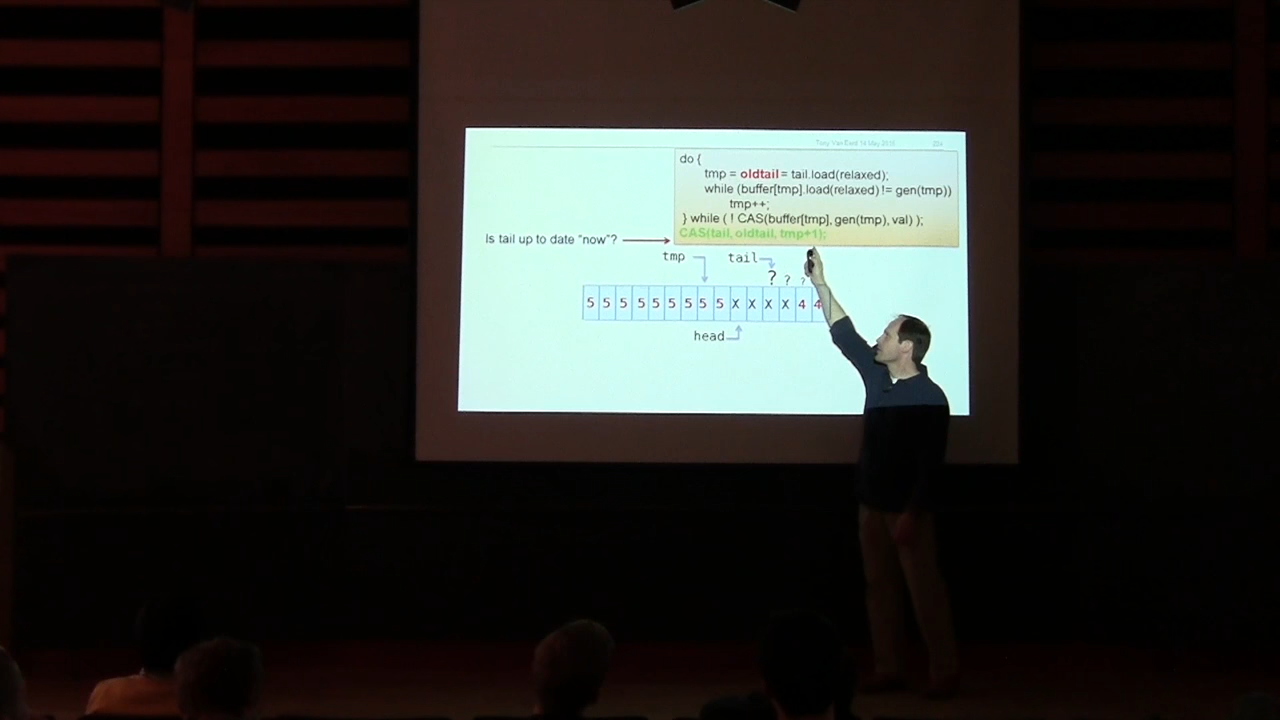 Tony Van Eerd 14 May 2015 224
do {
tmp = oldtail = tail.load(relaxed);
while (buffer[tmp].load(relaxed) != gen(tmp))
tmp++;
} while ( ! CAS(buffer[tmp], gen(tmp), val) );
CAS(tail, oldtail, tmp+1);
Is tail up to date "now"?
tmp tail
? ? ?
5 5 5 5 5 5 5 5 5 X X X X 4 4
head